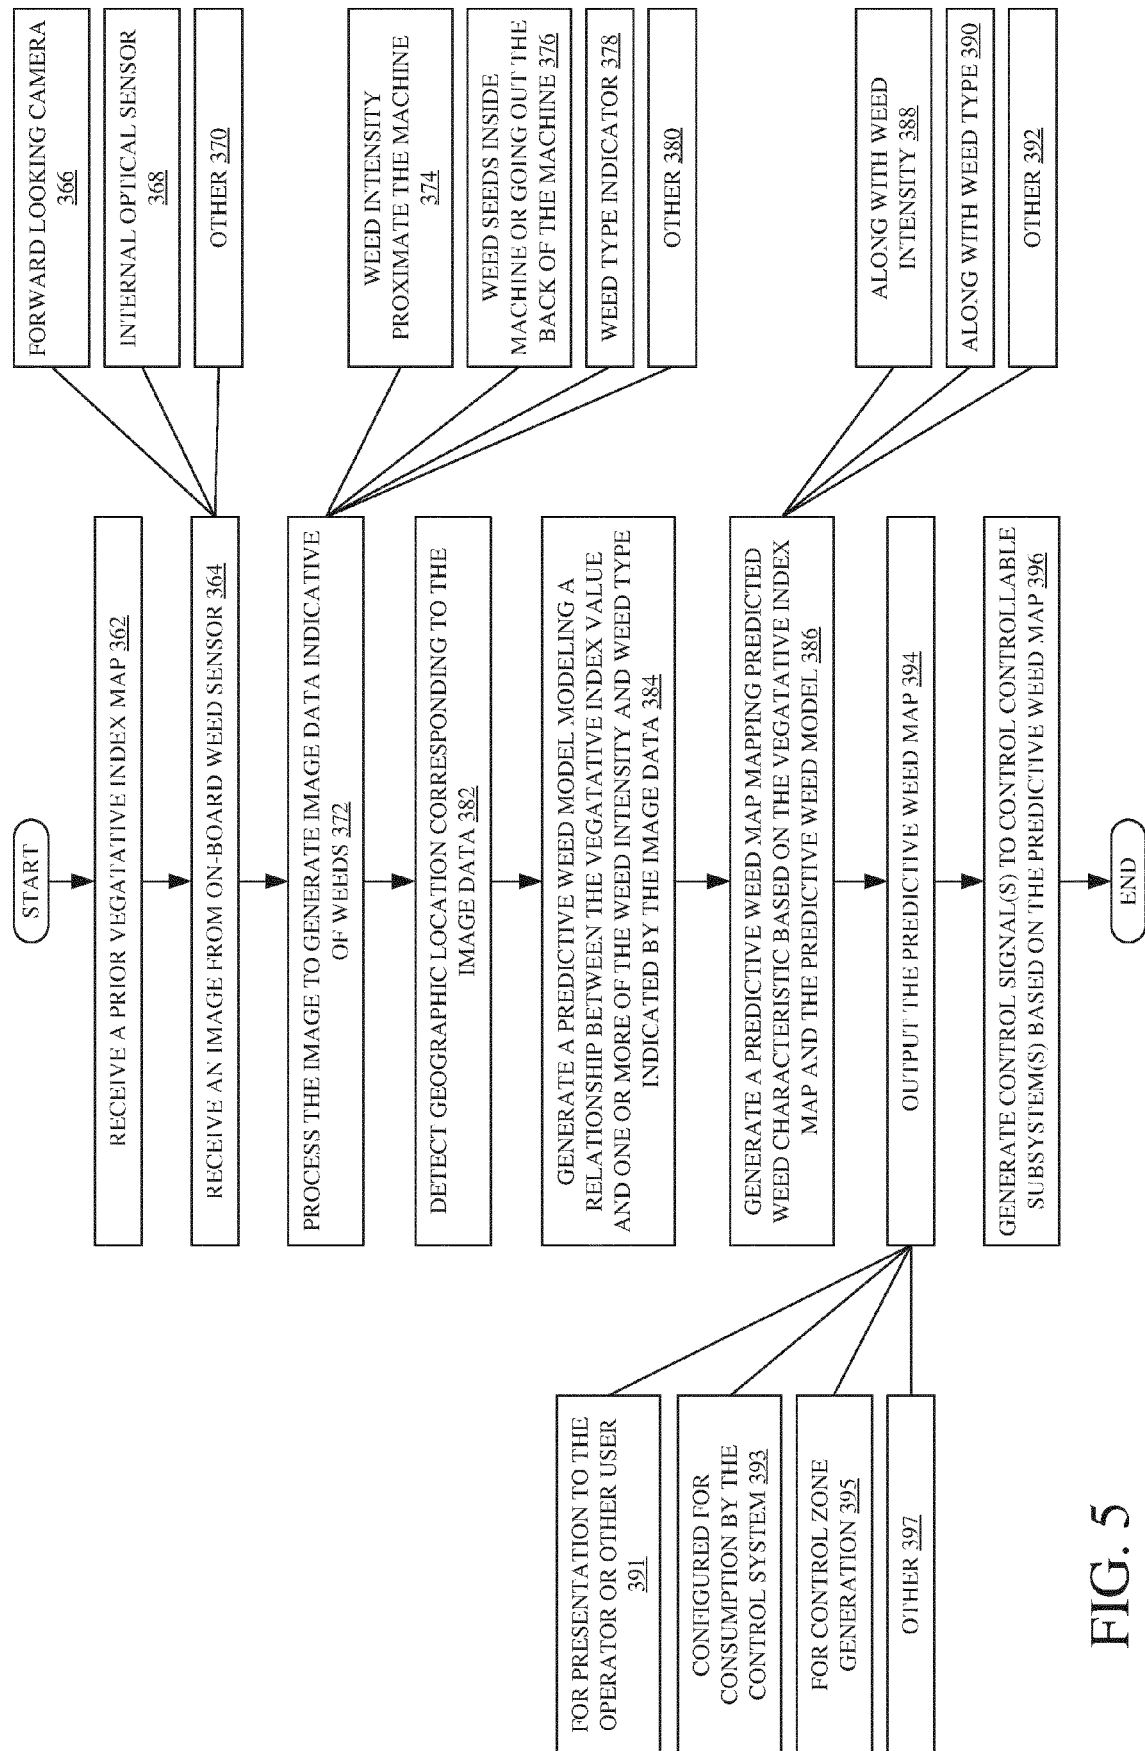 START
RECEIVE A PRIOR VEGATATIVE INDEX MAP 362
RECEIVE AN IMAGE FROM ON-BOARD WEED SENSOR 364
FORWARD LOOKING CAMERA
366
INTERNAL OPTICAL SENSOR
368
OTHER 370
PROCESS THE IMAGE TO GENERATE IMAGE DATA INDICATIVE
OF WEEDS 372
WEED INTENSITY
PROXIMATE THE MACHINE
374
WEED SEEDS INSIDE
MACHINE OR GOING OUT THE
BACK OF THE MACHINE 376
WEED TYPE INDICATOR 378
OTHER 380
DETECT GEOGRAPHIC LOCATION CORRESPONDING TO THE
IMAGE DATA 382
GENERATE A PREDICTIVE WEED MODEL MODELING A
RELATIONSHIP BETWEEN THE VEGATATIVE INDEX VALUE
AND ONE OR MORE OF THE WEED INTENSITY AND WEED TYPE
INDICATED BY THE IMAGE DATA 384
GENERATE A PREDICTIVE WEED MAP MAPPING PREDICTED
WEED CHARACTERISTIC BASED ON THE VEGATATIVE INDEX
MAP AND THE PREDICTIVE WEED MODEL 386
ALONG WITH WEED
INTENSITY 388
ALONG WITH WEED TYPE 390
OTHER 392
OUTPUT THE PREDICTIVE WEED MAP 394
FOR PRESENTATION TO THE
OPERATOR OR OTHER USER
391
CONFIGURED FOR
CONSUMPTION BY THE
CONTROL SYSTEM 393
FOR CONTROL ZONE
GENERATION 395
OTHER 397
GENERATE CONTROL SIGNAL(S) TO CONTROL CONTROLLABLE
SUBSYSTEM(S) BASED ON THE PREDICTIVE WEED MAP 396
END
FIG. 5